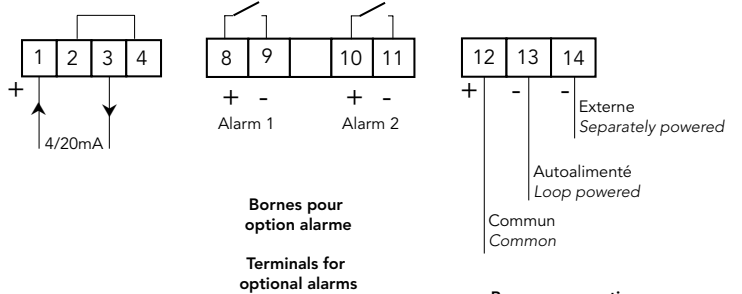 1 2 3 4
8 9 10 11
12 13 14
+
+ - + -
+ - -
Alarm 1 Alarm 2
4/20mA
Externe
Separately powered
Autoalimenté
Loop powered
Commun
Common
Bornes pour
option alarme
Terminals for
optional alarms